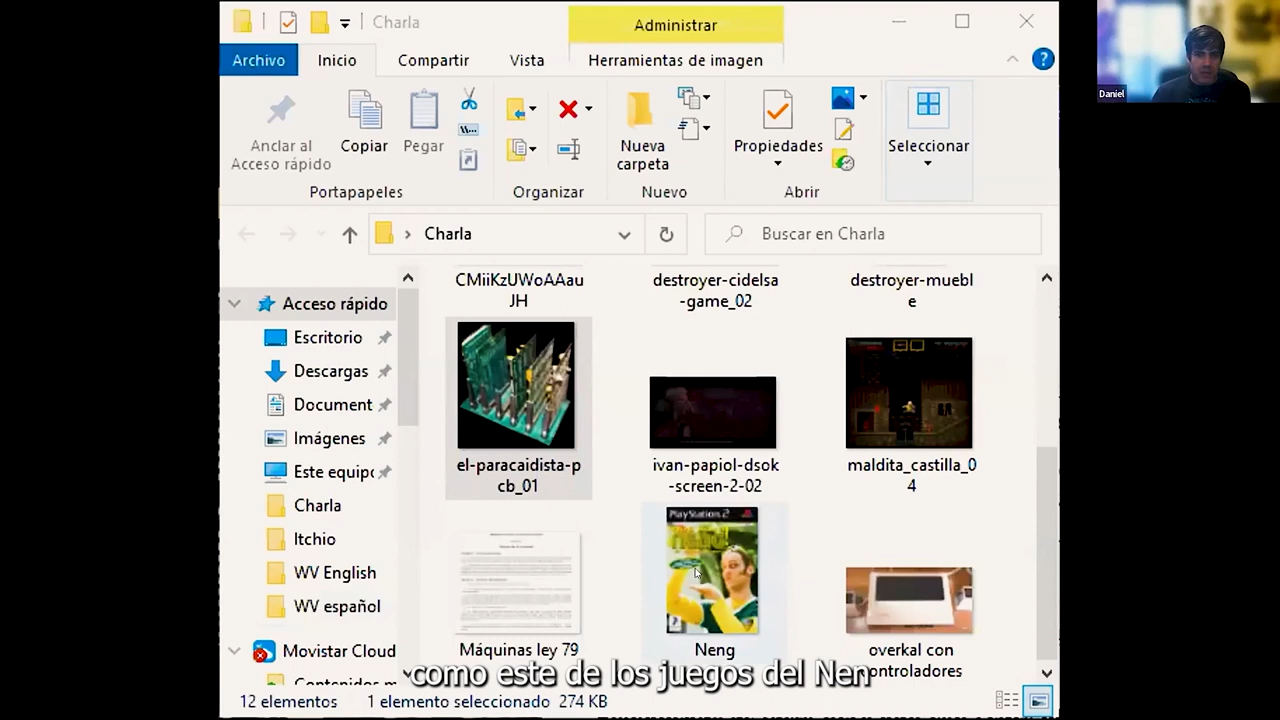 Charla
Administrar
Archivo
Inicio
Compartir
Vista
Herramientas de imagen
Daniel
Anclar al
Acceso rápido
Copiar
Pegar
Nueva
carpeta
Propiedades
Seleccionar
Portapapeles
Organizar
Nuevo
Abrir
Charla
Buscar en Charla
Acceso rápido
Escritorio
Descargas
Document
Imágenes
Este equipo
Charla
Itchio
WV English
WV español
Movistar Cloud
CMiiKzUWoAAau
JH
destroyer-cidelsa
-game_02
destroyer-muebl
e
el-paracaidista-p
cb_01
ivan-papiol-dsok
-screen-2-02
maldita_castilla_0
4
PlayStation 2
Máquinas ley 79
Neng
overkal con
controladores
como este de los juegos del Nen
12 elementos
1 elemento seleccionado 274 KB